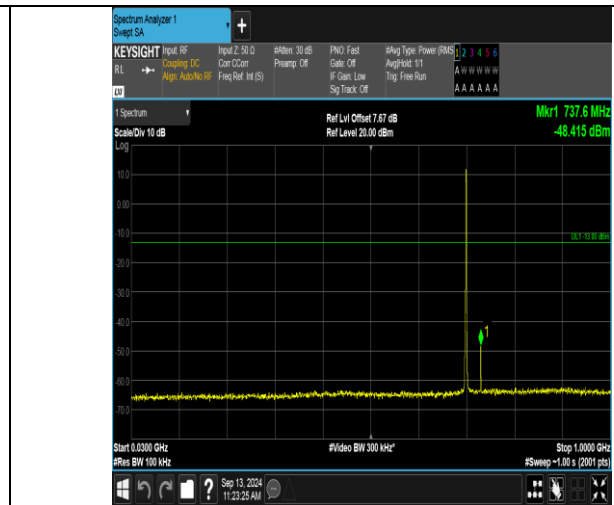 Spectrum Analyzer 1
Swept SA
+
KEYSIGHT Input: RF Input Z: 50 Ω #Atten: 30 dB PNO: Fast #Avg Type: Power (RMS 1 2 3 4 5 6
RL Coupling: DC Corr CCorr Preamp: Off Gate: Off Avg|Hold: 1/1 A W W W W W
Align: Auto/No RF Freq Ref: Int (S) IF Gain: Low Trig: Free Run
LXI Sig Track: Off A A A A A A
1 Spectrum Ref Lvl Offset 7.67 dB Mkr1 737.6 MHz
Scale/Div 10 dB Ref Level 20.00 dBm -48.415 dBm
Log
10.0
0.00
-10.0
DL1 -13.00 dBm
-20.0
-30.0
-40.0
1
-50.0
-60.0
-70.0
Start 0.0300 GHz #Video BW 300 kHz* Stop 1.0000 GHz
#Res BW 100 kHz #Sweep ~1.00 s (2001 pts)
? Sep 13, 2024
11:23:25 AM